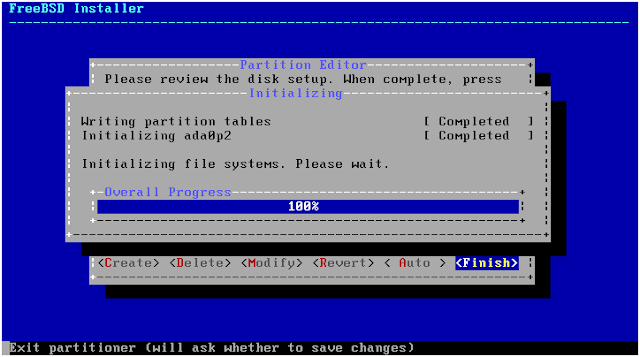 FreeBSD Installer
Partition Editor
Please review the disk setup. When complete, press
Initializing
Writing partition tables [ Completed ]
Initializing ada0p2 [ Completed ]
Initializing file systems. Please wait.
Overall Progress
100%
<Create> <Delete> <Modify> <Revert> < Auto > <Finish>
Exit partitioner (will ask whether to save changes)